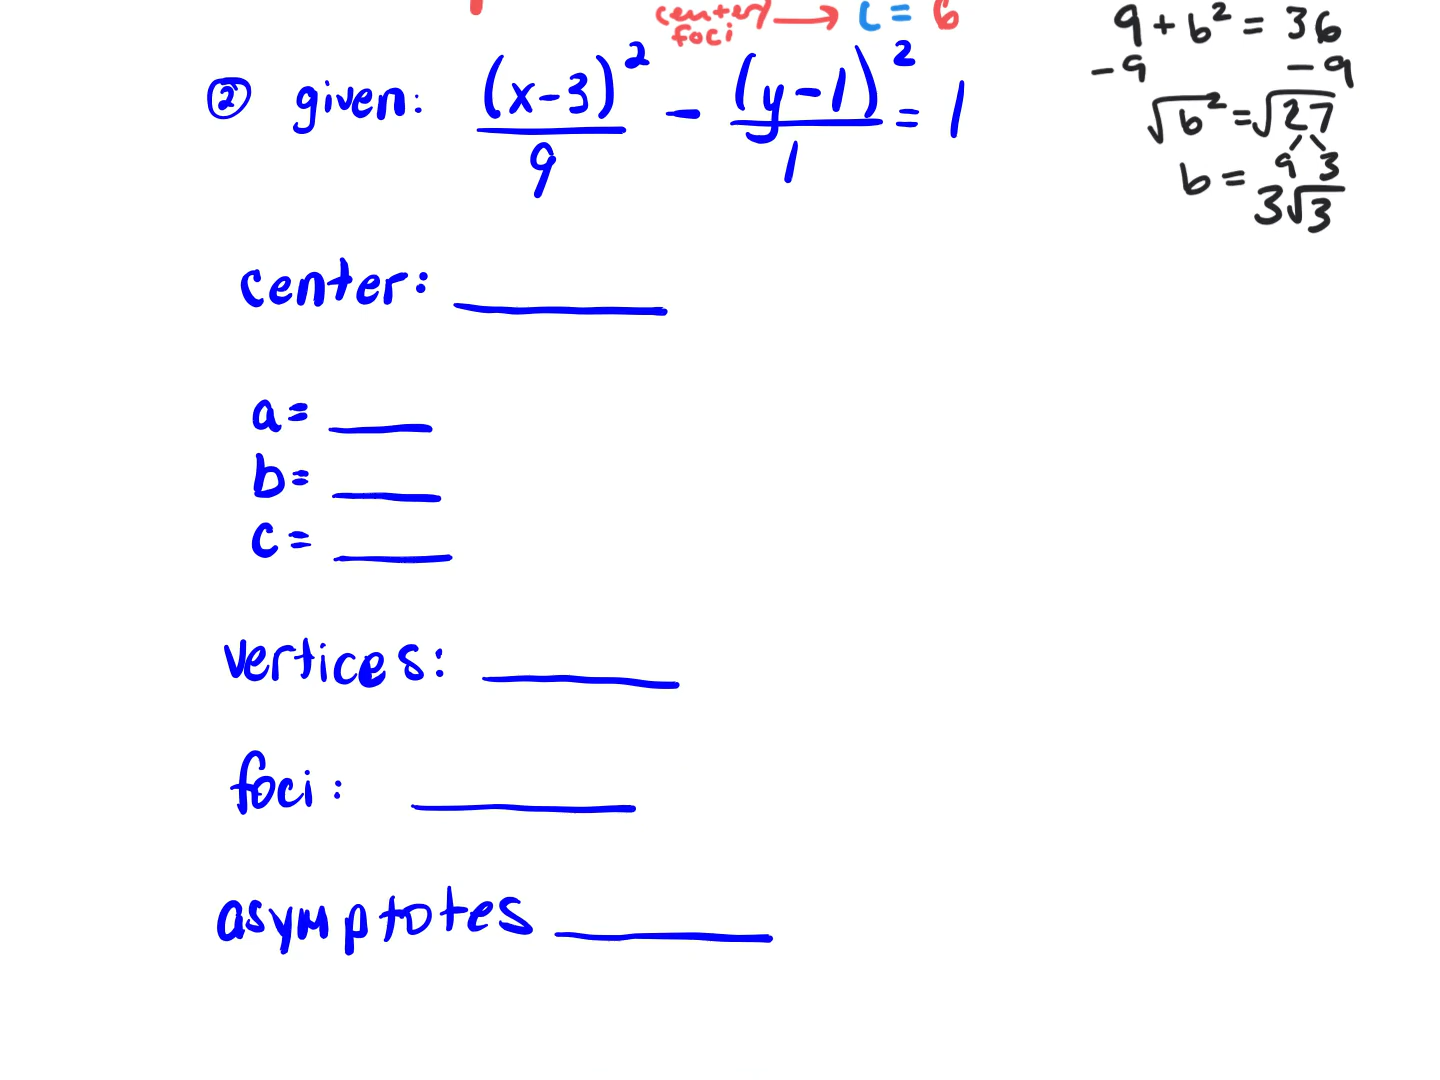 center/ → c = 6
foci
② given: (x-3)²/9 - (y-1)²/1 = 1
9 + b² = 36
-9 -9
√b² = √27
9 3
b = 3√3
center: ______
a= ____
b= ____
c= ____
vertices: ______
foci: ______
asymptotes ______